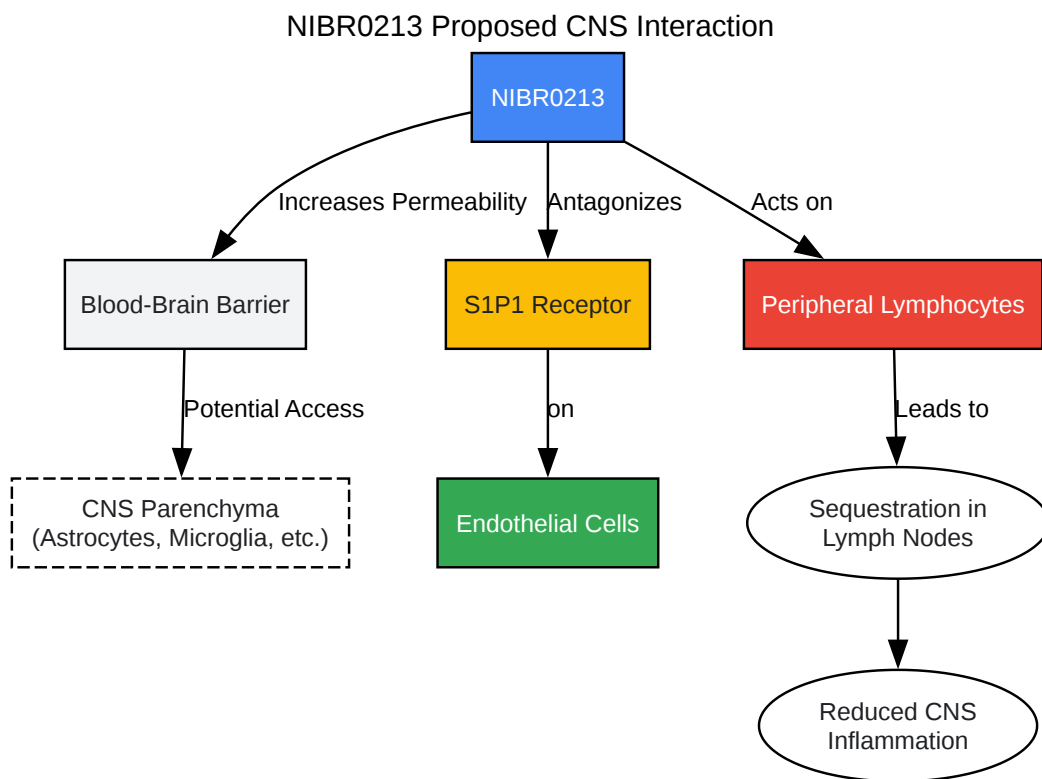 NIBR0213 Proposed CNS Interaction
NIBR0213
Increases Permeability
Antagonizes
Acts on
Blood-Brain Barrier
S1P1 Receptor
Peripheral Lymphocytes
Potential Access
on
Leads to
CNS Parenchyma
(Astrocytes, Microglia, etc.)
Endothelial Cells
Sequestration in
Lymph Nodes
Reduced CNS
Inflammation